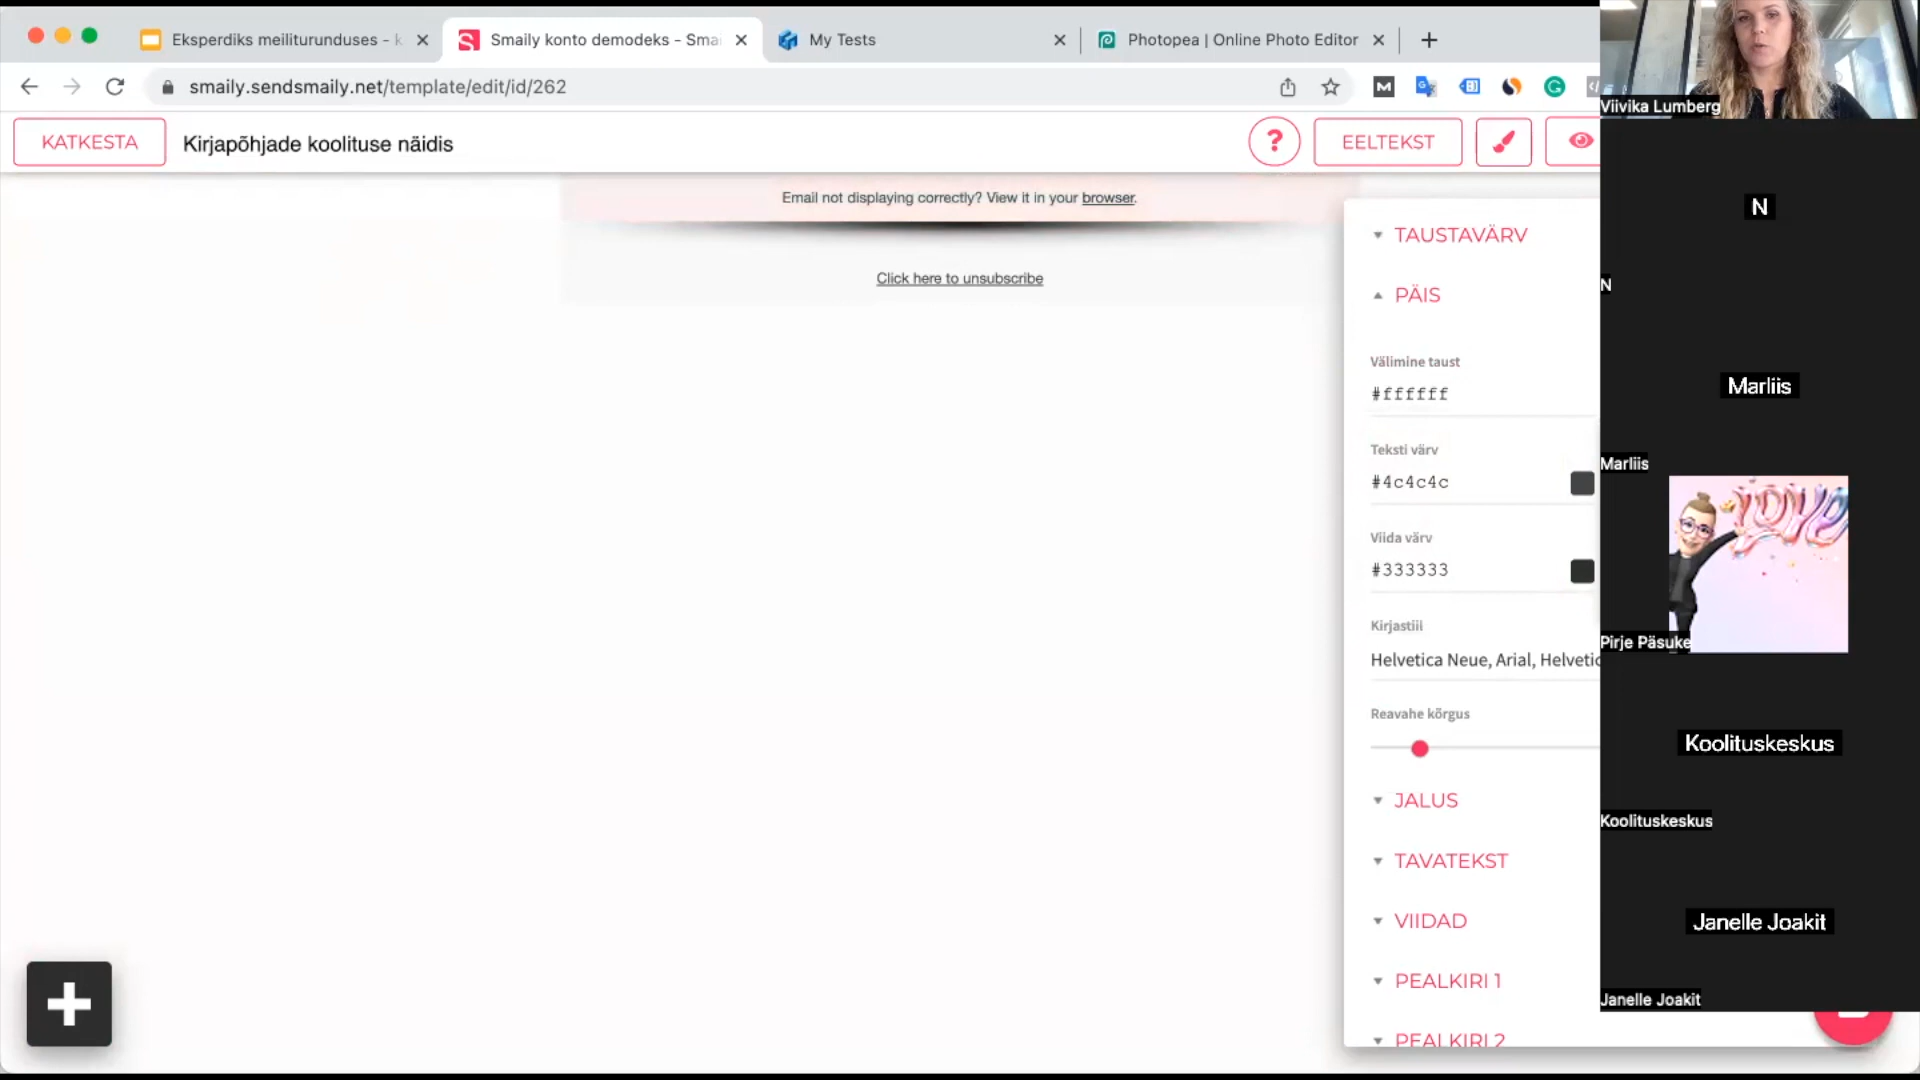 Eksperdiks meiliturunduses - k
Smaily konto demodeks - Smai
My Tests
Photopea | Online Photo Editor
smaily.sendsmaily.net/template/edit/id/262
KATKESTA
Kirjapõhjade koolituse näidis
?
EELTEKST
Email not displaying correctly? View it in your browser.
Click here to unsubscribe
TAUSTAVÄRV
PÄIS
Välimine taust
#ffffff
Teksti värv
#4c4c4c
Viida värv
#333333
Kirjastiil
Helvetica Neue, Arial, Helvetic
Reavahe kõrgus
JALUS
TAVATEKST
VIIDAD
PEALKIRI 1
PEALKIRI 2
Viivika Lumberg
N
N
Marliis
Marliis
Pirje Päsuke
Koolituskeskus
Koolituskeskus
Janelle Joakit
Janelle Joakit